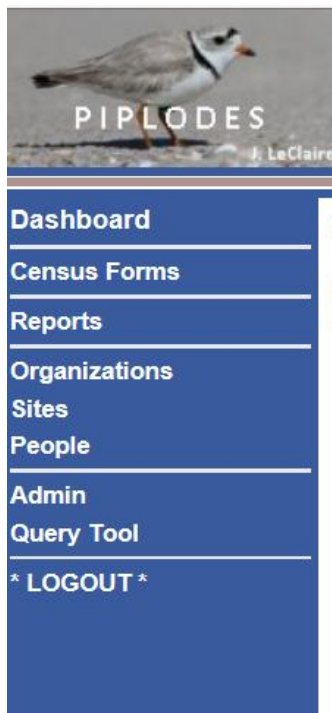 PIPLODES
J. LeClaire
Dashboard
Census Forms
Reports
Organizations
Sites
People
Admin
Query Tool
* LOGOUT *